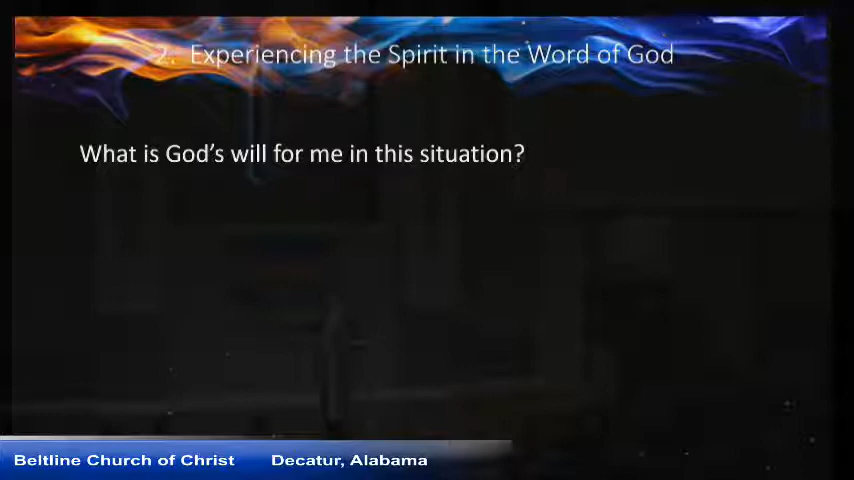 2. Experiencing the Spirit in the Word of God
What is God's will for me in this situation?
Beltline Church of Christ Decatur, Alabama